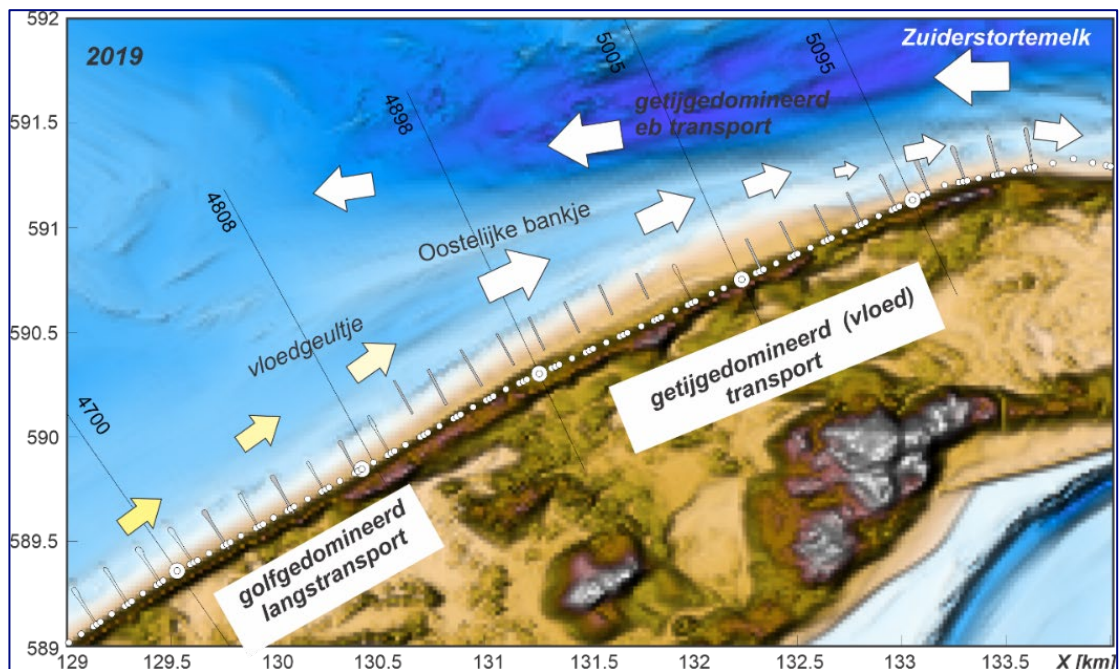 592
2019
Zuiderstortemelk
5005
5095
getijgedomineerd
eb transport
591.5
4898
4808
Oostelijke bankje
591
590.5
vloedgeultje
getijgedomineerd (vloed)
transport
4700
590
589.5
golfgedomineerd
langstransport
589
129
129.5
130
130.5
131
131.5
132
132.5
133
133.5
X [km]